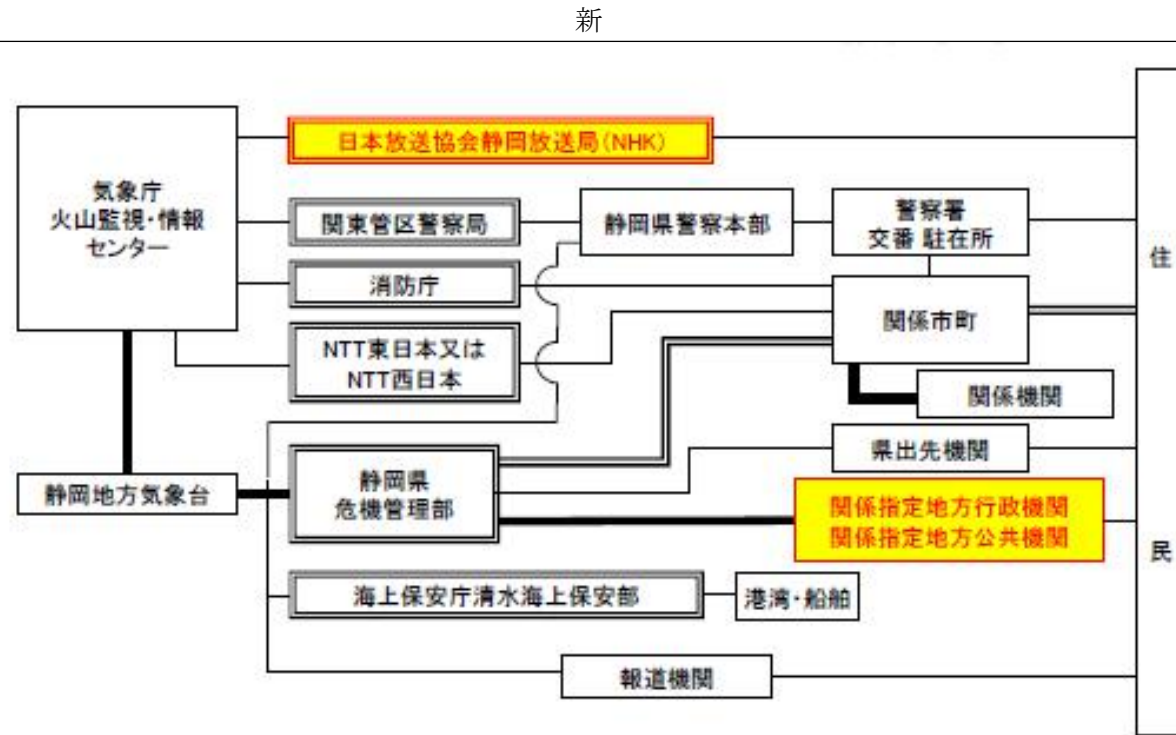 新
気象庁
火山監視・情報
センター
日本放送協会静岡放送局(NHK)
関東管区警察局
静岡県警察本部
警察署
交番 駐在所
消防庁
関係市町
NTT東日本又は
NTT西日本
関係機関
県出先機関
静岡地方気象台
静岡県
危機管理部
関係指定地方行政機関
関係指定地方公共機関
海上保安庁清水海上保安部
港湾・船舶
報道機関
住
民